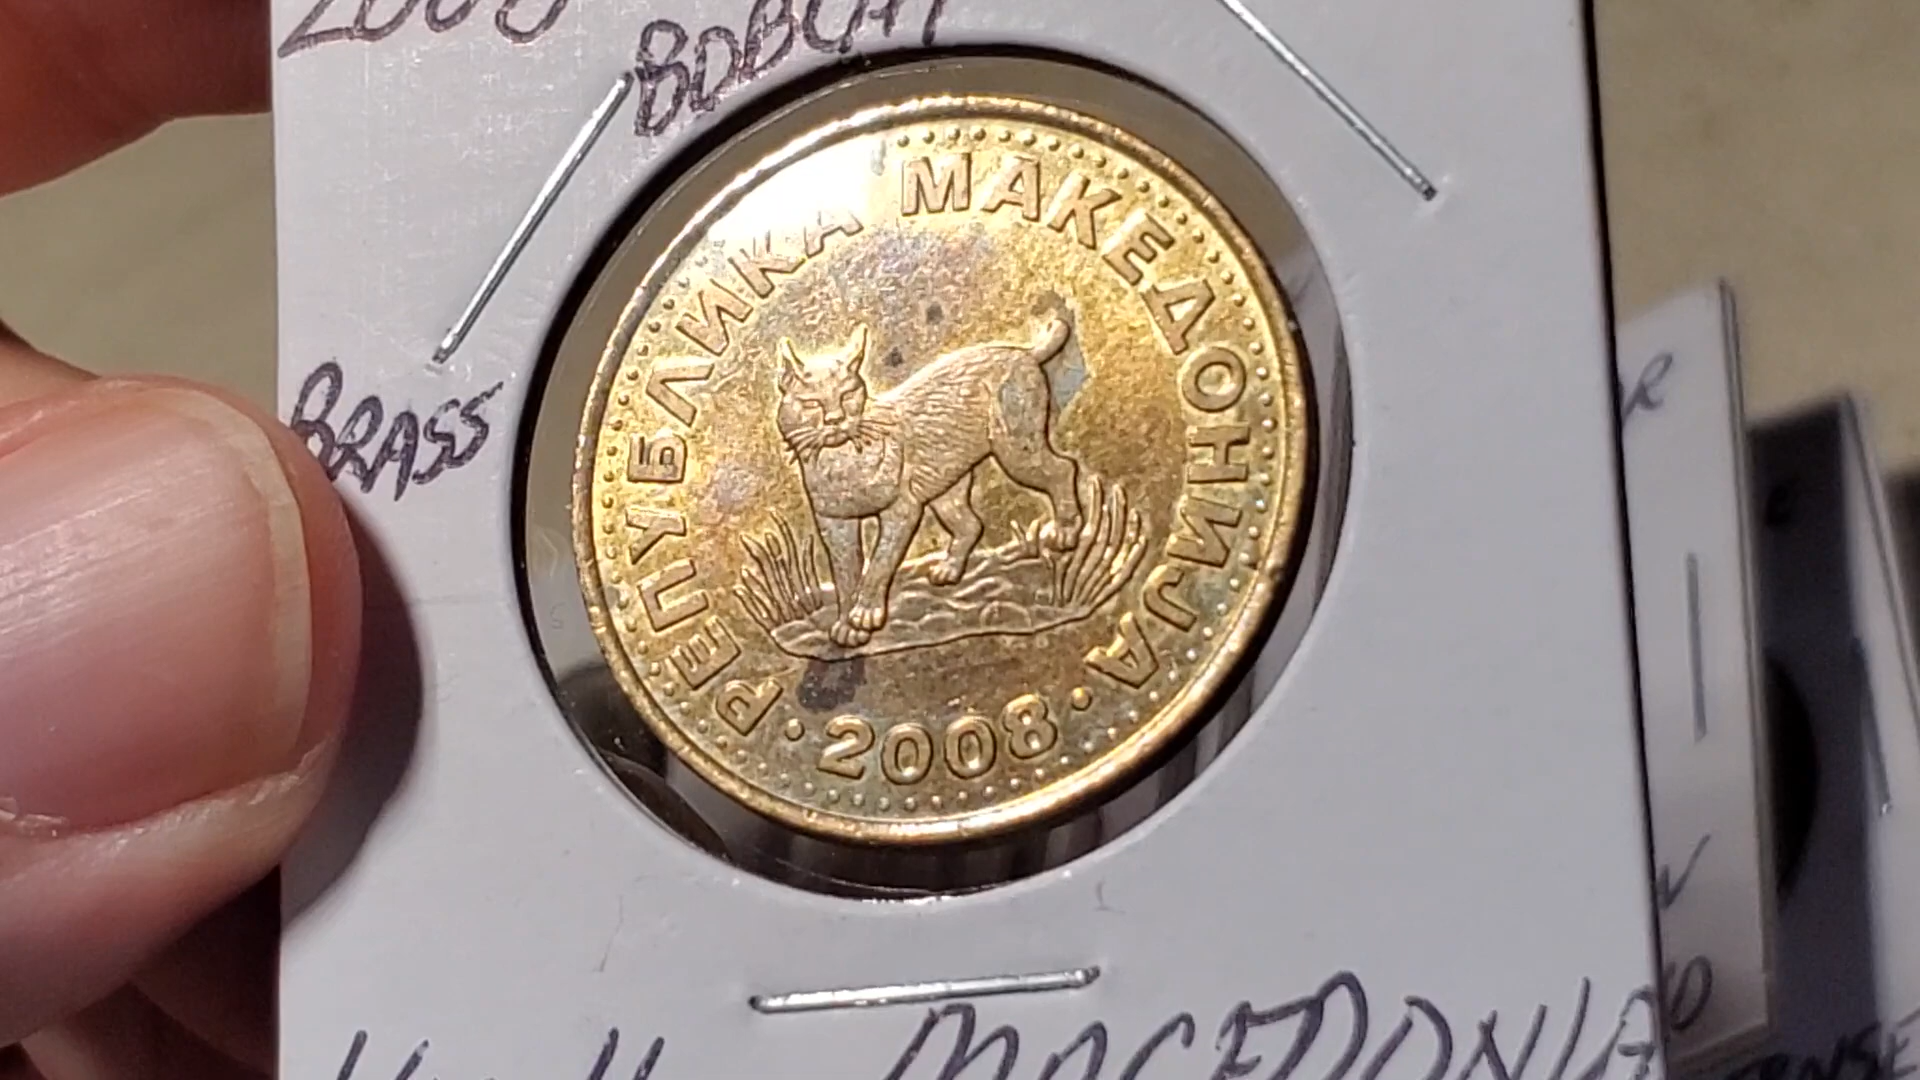 2008
BOBCAT
BRASS
РЕПУБЛИКА МАКЕДОНИЈА
· 2008 ·
MACEDONIA
R